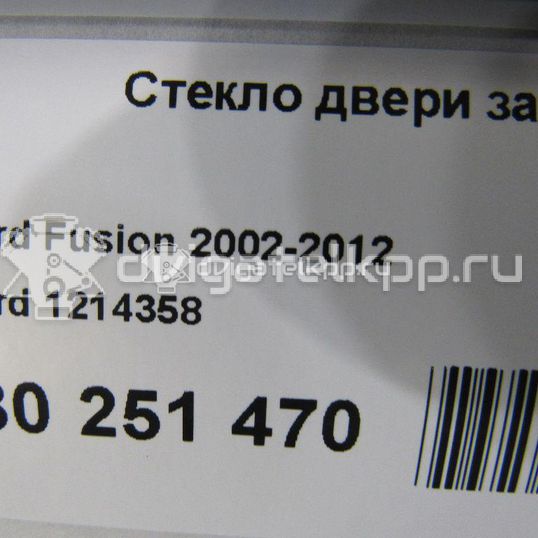 Стекло двери за
rd Fusion 2002-2012
rd 1214358
30 251 470
dvigatelkpp.ru